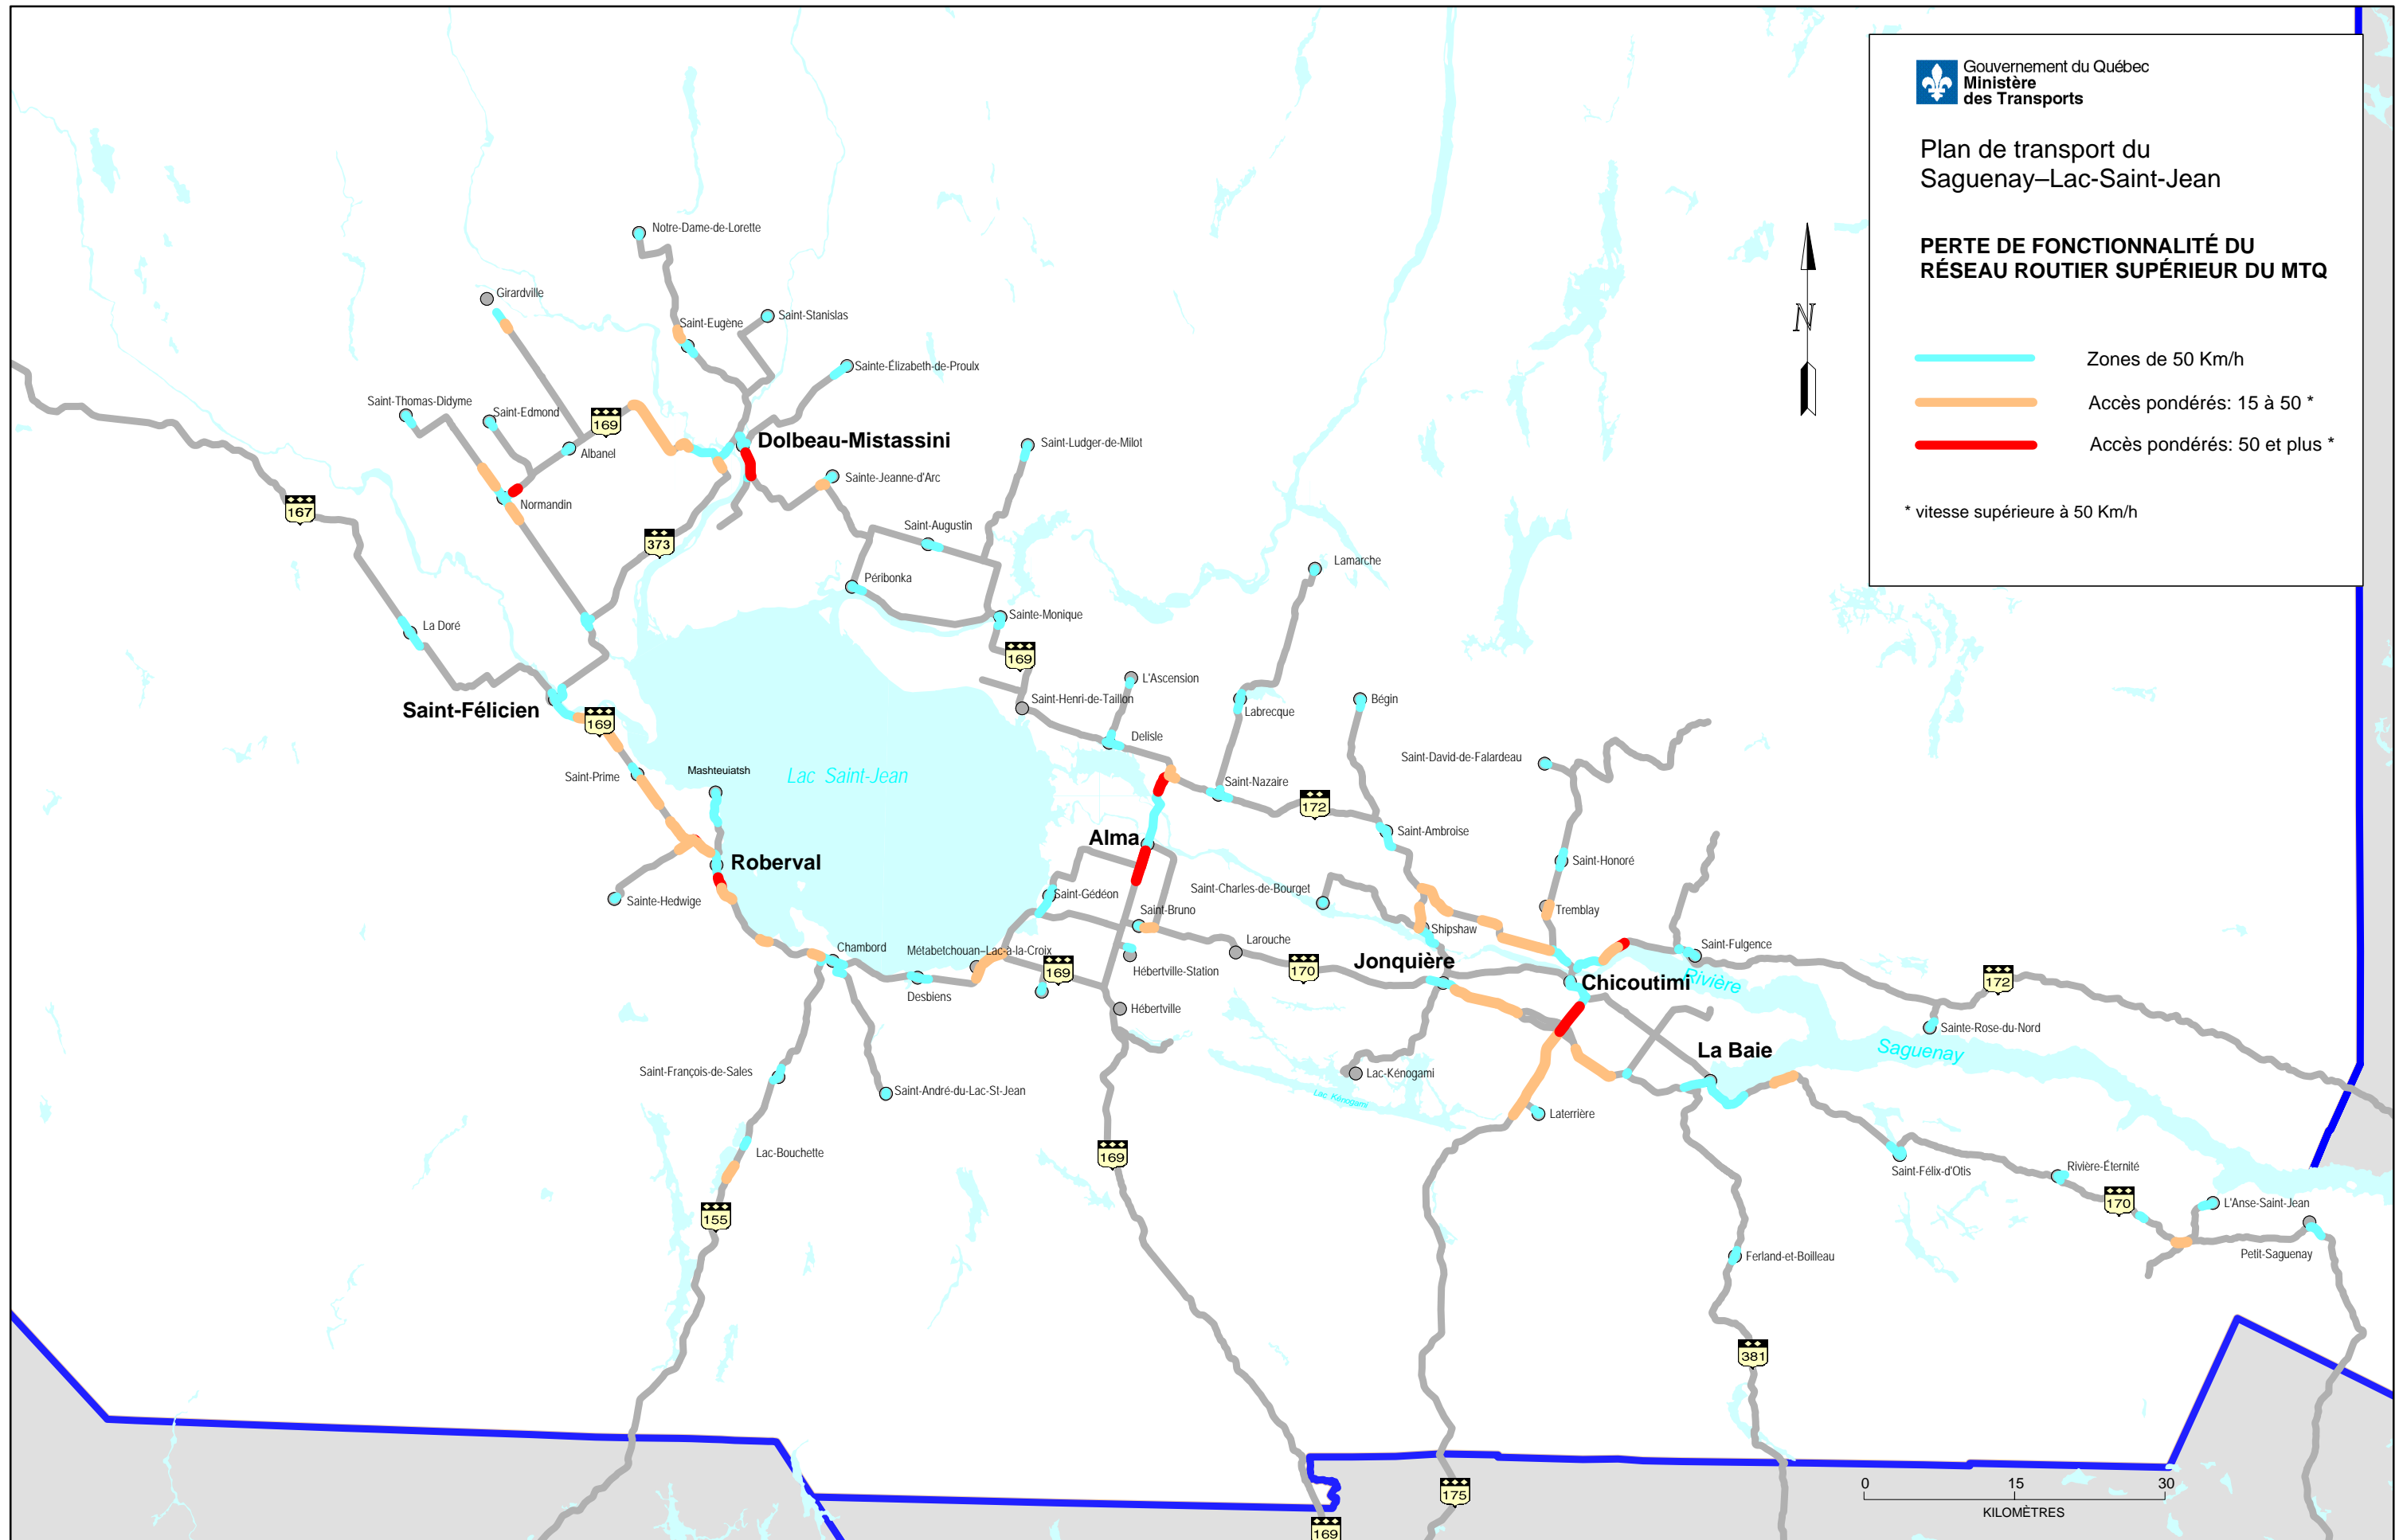 Gouvernement du Québec
Ministère
des Transports
Plan de transport du
Saguenay–Lac-Saint-Jean
PERTE DE FONCTIONNALITÉ DU
RÉSEAU ROUTIER SUPÉRIEUR DU MTQ
Zones de 50 Km/h
Accès pondérés: 15 à 50 *
Accès pondérés: 50 et plus *
* vitesse supérieure à 50 Km/h
N
Notre-Dame-de-Lorette
Girardville
Saint-Eugène
Saint-Stanislas
Sainte-Élizabeth-de-Proulx
Saint-Thomas-Didyme
Saint-Edmond
169
Albanel
Dolbeau-Mistassini
Saint-Ludger-de-Milot
Sainte-Jeanne-d'Arc
Normandin
167
373
Saint-Augustin
Lamarche
Péribonka
Sainte-Monique
La Doré
169
L'Ascension
Saint-Henri-de-Taillon
Labrecque
Bégin
Saint-Félicien
169
Delisle
Saint-David-de-Falardeau
Saint-Prime
Mashteuiatsh
Lac Saint-Jean
Saint-Nazaire
172
Alma
Saint-Ambroise
Roberval
Saint-Honoré
Sainte-Hedwige
Saint-Gédéon
Saint-Charles-de-Bourget
Saint-Bruno
Tremblay
Shipshaw
Chambord
Métabetchouan–Lac-à-la-Croix
Larouche
Saint-Fulgence
169
Hébertville-Station
170
Jonquière
Chicoutimi
Rivière
172
Desbiens
Hébertville
Sainte-Rose-du-Nord
La Baie
Saguenay
Saint-François-de-Sales
Saint-André-du-Lac-St-Jean
Lac-Kénogami
Lac Kénogami
Laterrière
Lac-Bouchette
169
Saint-Félix-d'Otis
Rivière-Éternité
155
170
L'Anse-Saint-Jean
Ferland-et-Boilleau
Petit-Saguenay
381
175
169
0 15 30
KILOMÈTRES